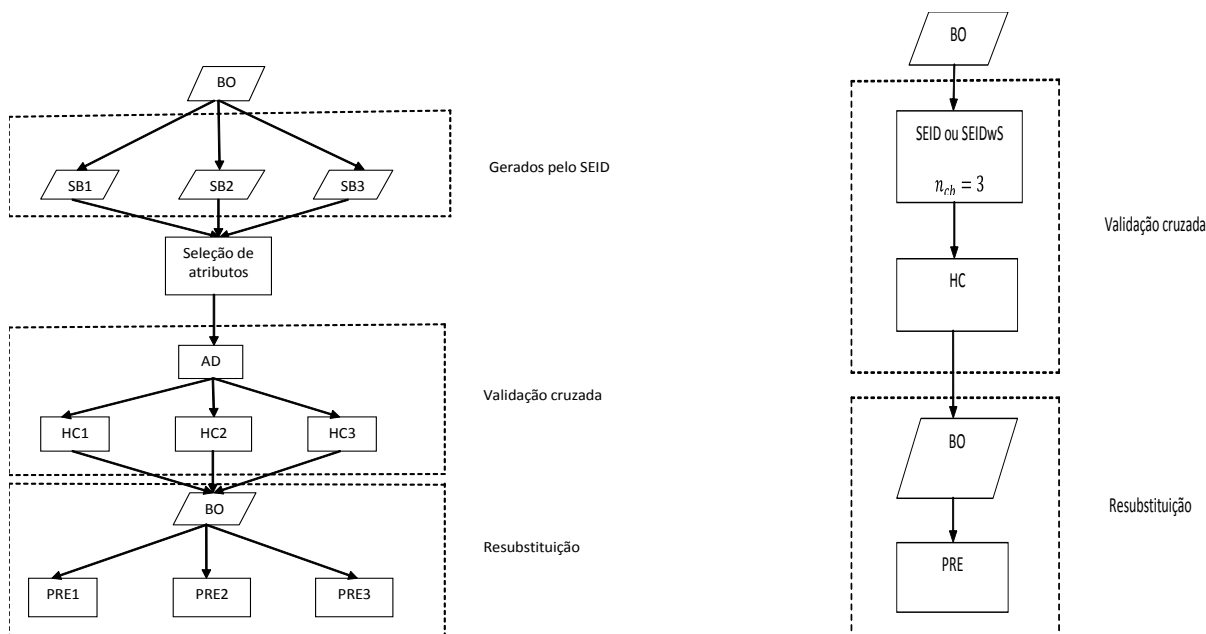 BO
Gerados pelo SEID
SB1
SB2
SB3
Seleção de
atributos
AD
Validação cruzada
HC1
HC2
HC3
BO
Resubstituição
PRE1
PRE2
PRE3
BO
SEID ou SEIDwS
n_cb = 3
Validação cruzada
HC
BO
Resubstituição
PRE